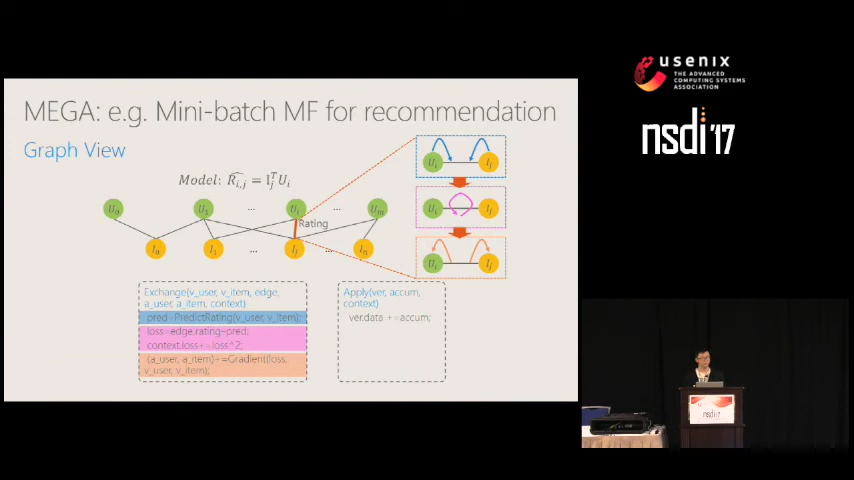 MEGA: e.g. Mini-batch MF for recommendation
Graph View
Model: R̂i,j = IjT Ui
U0
U1
...
Ui
...
Um
Rating
I0
I1
...
Ij
...
In
Ui
Ij
Ui
Ij
Ui
Ij
Exchange(v_user, v_item, edge,
a_user, a_item, context)
pred=PredictRating(v_user, v_item);
loss=edge.rating-pred;
context.loss+=loss^2;
(a_user, a_item)+=Gradient(loss,
v_user, v_item);
Apply(ver, accum,
context)
ver.data +=accum;
usenix
THE ADVANCED
COMPUTING SYSTEMS
ASSOCIATION
nsdi '17
nsdi'17